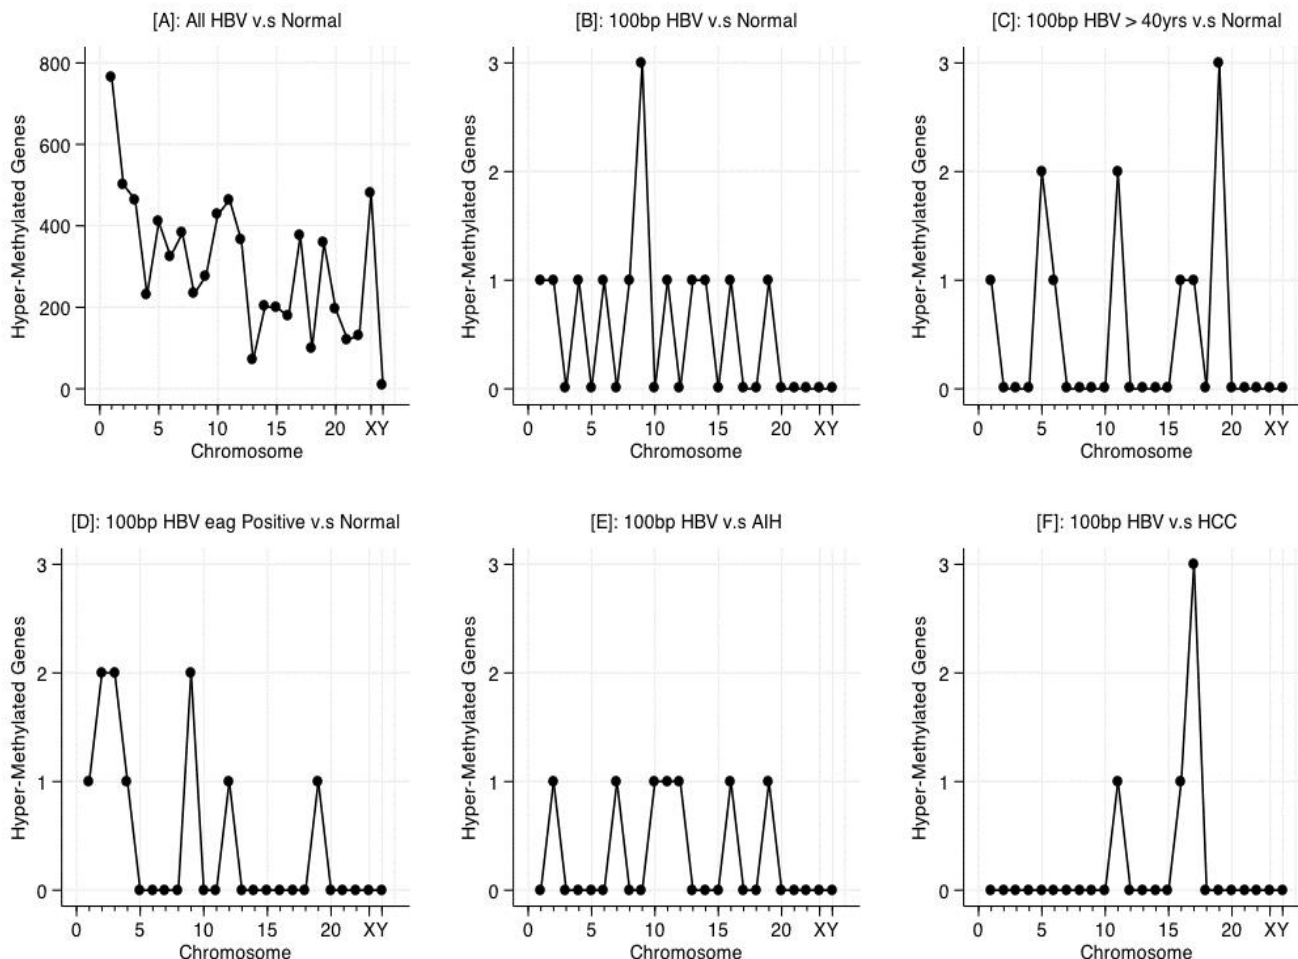 [A]: All HBV v.s Normal
Hyper-Methylated Genes
800
600
400
200
0
0 5 10 15 20 XY
Chromosome
[B]: 100bp HBV v.s Normal
Hyper-Methylated Genes
3
2
1
0
0 5 10 15 20 XY
Chromosome
[C]: 100bp HBV > 40yrs v.s Normal
Hyper-Methylated Genes
3
2
1
0
0 5 10 15 20 XY
Chromosome
[D]: 100bp HBV eag Positive v.s Normal
Hyper-Methylated Genes
3
2
1
0
0 5 10 15 20 XY
Chromosome
[E]: 100bp HBV v.s AIH
Hyper-Methylated Genes
3
2
1
0
0 5 10 15 20 XY
Chromosome
[F]: 100bp HBV v.s HCC
Hyper-Methylated Genes
3
2
1
0
0 5 10 15 20 XY
Chromosome